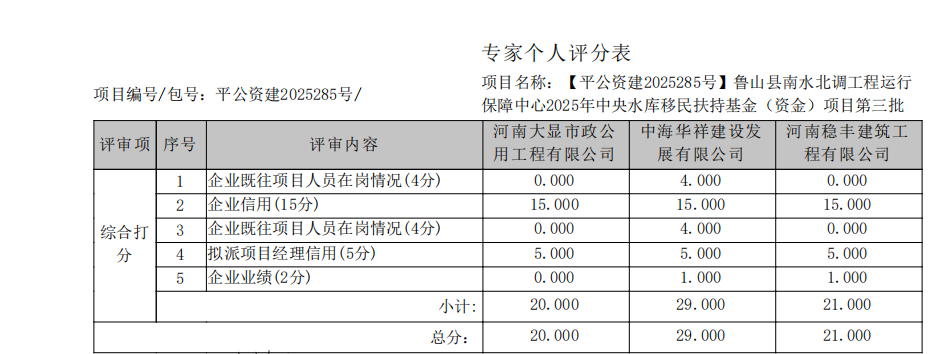 专家个人评分表
项目编号/包号: 平公资建2025285号/
项目名称: 【平公资建2025285号】鲁山县南水北调工程运行
保障中心2025年中央水库移民扶持基金（资金）项目第三批
评审项 序号 评审内容 河南大显市政公用工程有限公司 中海华祥建设发展有限公司 河南稳丰建筑工程有限公司
综合打分
1 企业既往项目人员在岗情况(4分) 0.000 4.000 0.000
2 企业信用(15分) 15.000 15.000 15.000
3 企业既往项目人员在岗情况(4分) 0.000 4.000 0.000
4 拟派项目经理信用(5分) 5.000 5.000 5.000
5 企业业绩(2分) 0.000 1.000 1.000
小计: 20.000 29.000 21.000
总分: 20.000 29.000 21.000